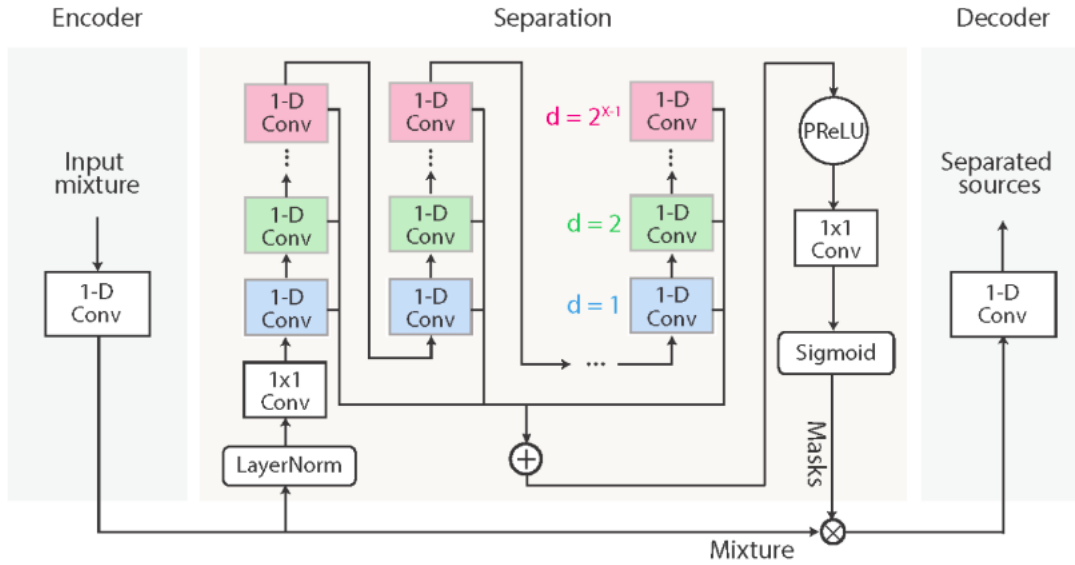 Encoder
Separation
Decoder
Input
mixture
1-D
Conv
1-D
Conv
⋮
1-D
Conv
1-D
Conv
1x1
Conv
LayerNorm
1-D
Conv
⋮
1-D
Conv
1-D
Conv
...
d = 2^{X-1}
1-D
Conv
⋮
d = 2
1-D
Conv
d = 1
1-D
Conv
+
PReLU
1x1
Conv
Sigmoid
Masks
Mixture
Separated
sources
1-D
Conv